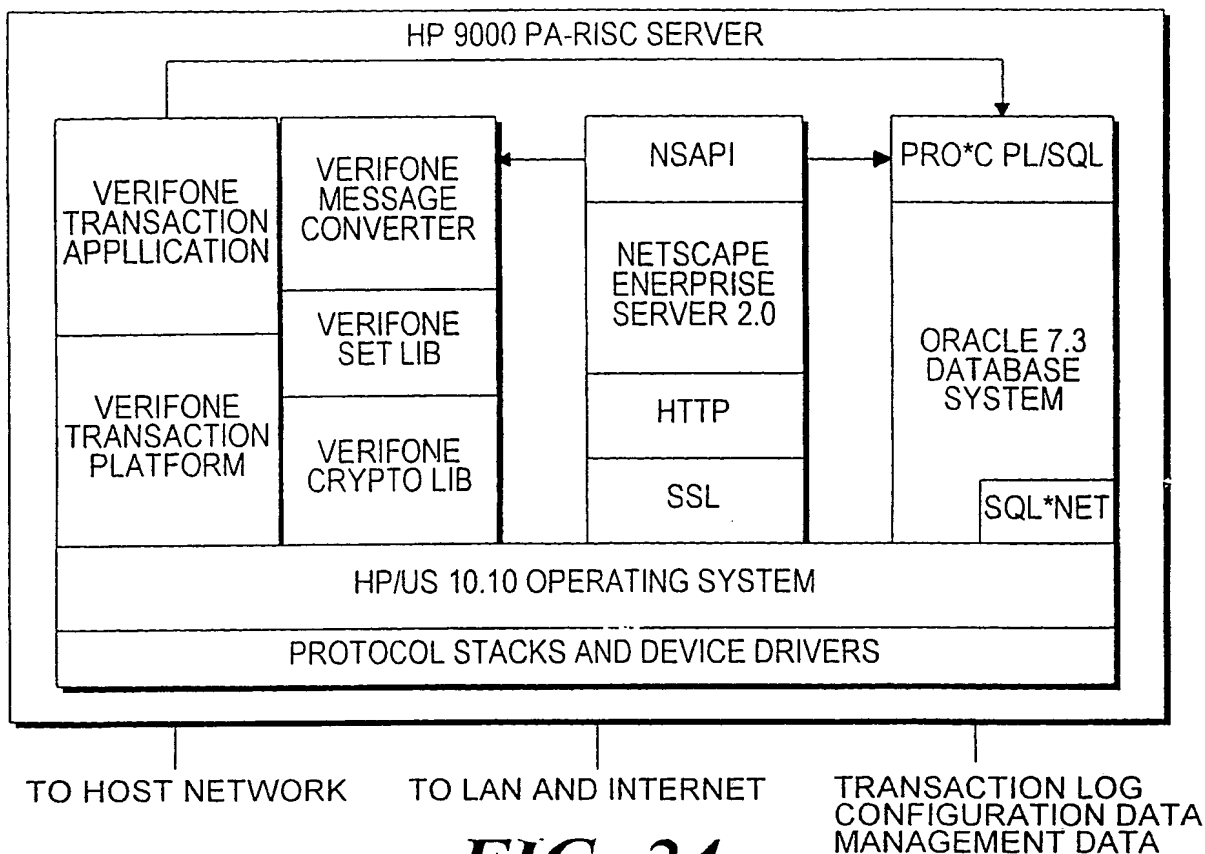 HP 9000 PA-RISC SERVER
VERIFONE
TRANSACTION
APPLLICATION
VERIFONE
TRANSACTION
PLATFORM
VERIFONE
MESSAGE
CONVERTER
VERIFONE
SET LIB
VERIFONE
CRYPTO LIB
NSAPI
NETSCAPE
ENERPRISE
SERVER 2.0
HTTP
SSL
PRO*C PL/SQL
ORACLE 7.3
DATABASE
SYSTEM
SQL*NET
HP/US 10.10 OPERATING SYSTEM
PROTOCOL STACKS AND DEVICE DRIVERS
TO HOST NETWORK
TO LAN AND INTERNET
TRANSACTION LOG
CONFIGURATION DATA
MANAGEMENT DATA